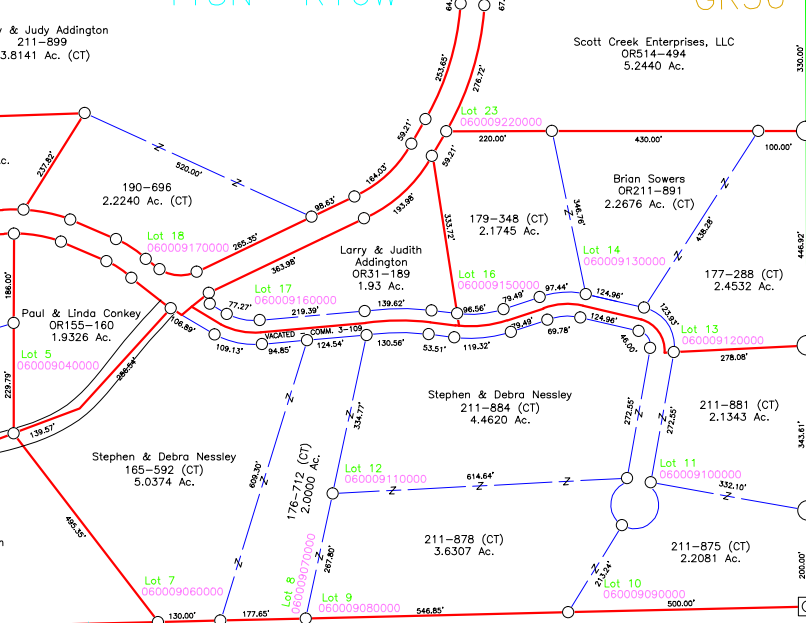 & Judy Addington
211-899
3.8141 Ac. (CT)
Scott Creek Enterprises, LLC
OR514-494
5.2440 Ac.
330.00'
253.65'
276.72'
Lot 23
060009220000
220.00'
430.00'
100.00'
59.21'
59.21'
237.82'
520.00'
190-696
2.2240 Ac. (CT)
98.63'
164.03'
193.98'
333.72'
179-348 (CT)
2.1745 Ac.
346.76'
Brian Sowers
OR211-891
2.2676 Ac. (CT)
438.28'
446.92'
Lot 18
060009170000
265.35'
363.98'
Larry & Judith
Addington
OR31-189
1.93 Ac.
Lot 14
060009130000
177-288 (CT)
2.4532 Ac.
186.00'
Lot 17
060009160000
Lot 16
060009150000
77.27'
219.39'
139.62'
96.56'
79.49'
97.44'
124.96'
123.93'
Paul & Linda Conkey
OR155-160
1.9326 Ac.
106.89'
109.13'
VACATED
COMM. 3-109
94.85'
124.54'
130.56'
53.51'
119.32'
79.49'
69.78'
124.96'
46.00'
Lot 13
060009120000
278.08'
Lot 5
060009040000
229.79'
286.54'
139.57'
334.77'
Stephen & Debra Nessley
211-884 (CT)
4.4620 Ac.
272.55'
272.55'
211-881 (CT)
2.1343 Ac.
343.61'
Stephen & Debra Nessley
165-592 (CT)
5.0374 Ac.
609.30'
176-712 (CT)
2.0000 Ac.
Lot 12
060009110000
614.64'
Lot 11
060009100000
332.10'
495.35'
267.80'
211-878 (CT)
3.6307 Ac.
211-875 (CT)
2.2081 Ac.
213.24'
200.00'
Lot 7
060009060000
Lot 8
060009070000
Lot 9
060009080000
Lot 10
060009090000
130.00'
177.65'
546.85'
500.00'